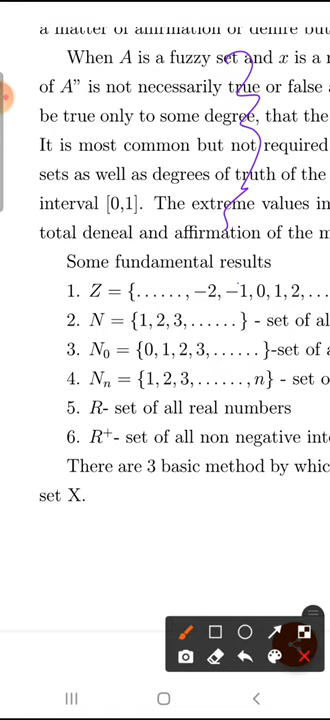 a matter of affirmation or denire but
When A is a fuzzy set and x is a
of A” is not necessarily true or false
be true only to some degree, that the
It is most common but not required
sets as well as degrees of truth of the
interval [0,1]. The extreme values in
total deneal and affirmation of the m
Some fundamental results
1. Z = {......, −2, −1, 0, 1, 2, ...
2. N = {1, 2, 3, ......} - set of al
3. N₀ = {0, 1, 2, 3, ......}-set of
4. Nₙ = {1, 2, 3, ......, n} - set o
5. R- set of all real numbers
6. R⁺- set of all non negative int
There are 3 basic method by whic
set X.